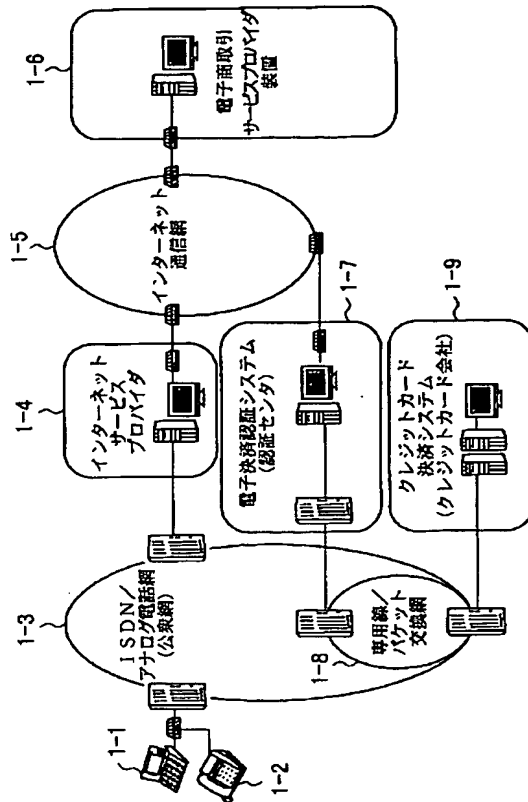 1-1
1-2
1-3
ISDN／
アナログ電話網
(公衆網)
1-4
インターネット
サービス
プロバイダ
1-5
インターネット
通信網
1-6
電子商取引
サービスプロバイダ
装置
1-7
電子決済認証システム
(認証センタ)
1-8
専用線／
パケット
交換網
1-9
クレジットカード
決済システム
(クレジットカード会社)